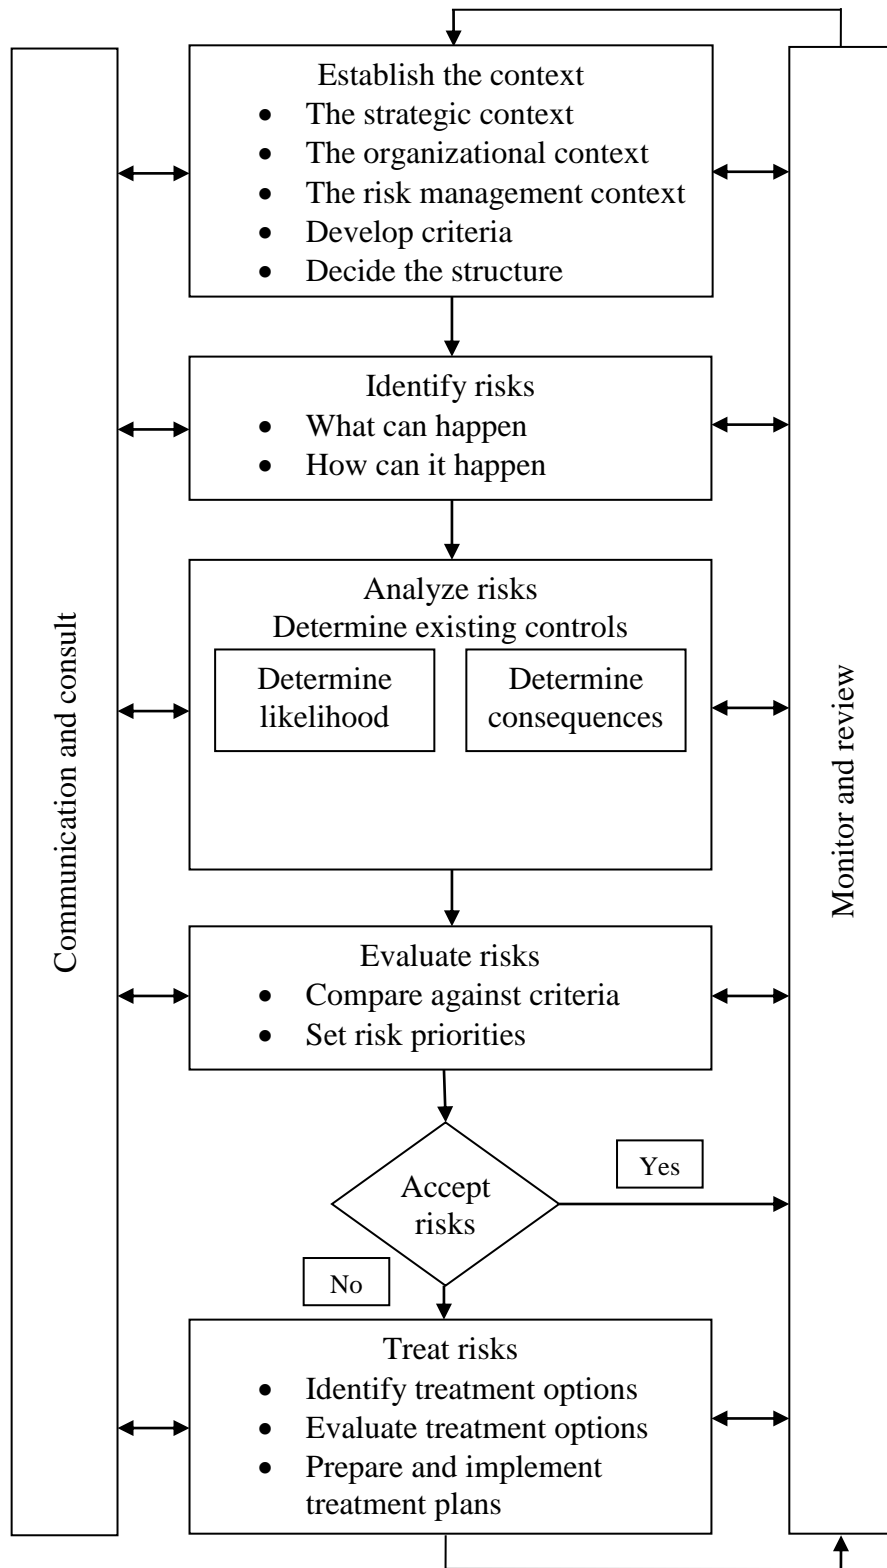 Establish the context
• The strategic context
• The organizational context
• The risk management context
• Develop criteria
• Decide the structure
Identify risks
• What can happen
• How can it happen
Analyze risks
Determine existing controls
Determine
likelihood
Determine
consequences
Evaluate risks
• Compare against criteria
• Set risk priorities
Accept
risks
Yes
No
Treat risks
• Identify treatment options
• Evaluate treatment options
• Prepare and implement
treatment plans
Communication and consult
Monitor and review